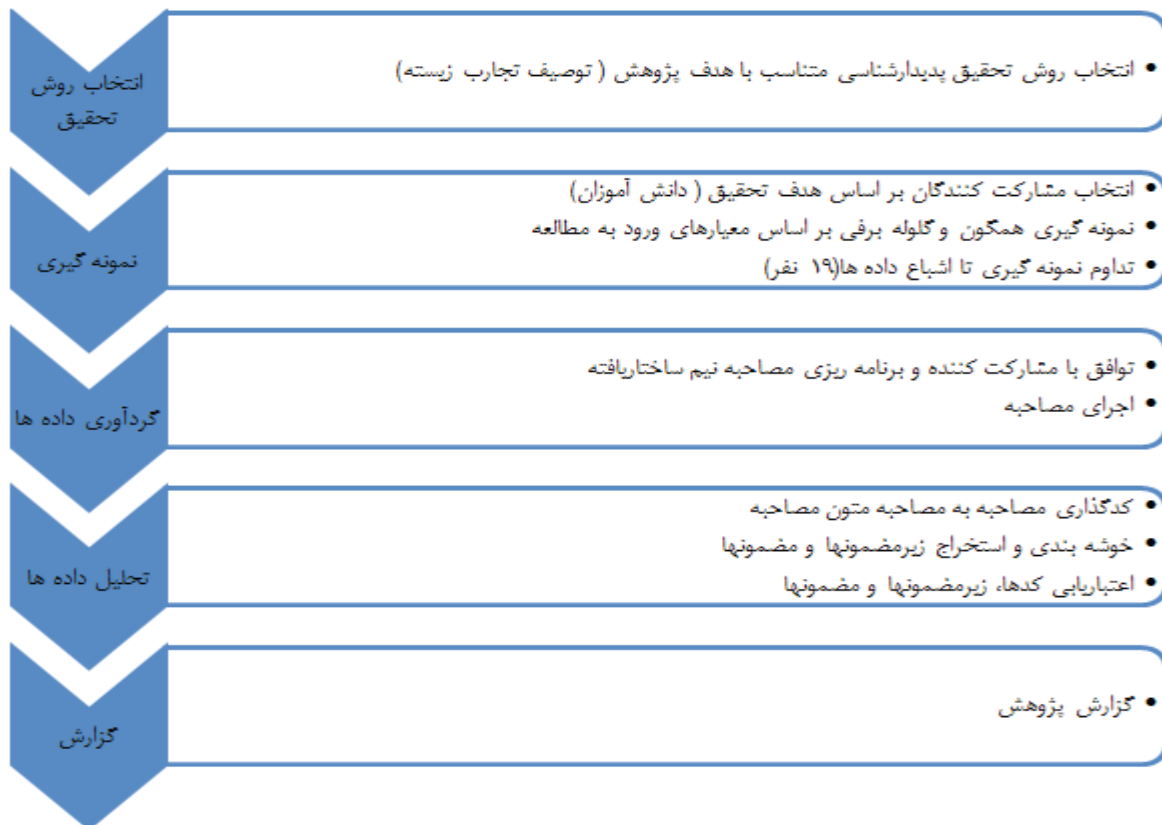 انتخاب روش
تحقیق
• انتخاب روش تحقیق پدیدارشناسی متناسب با هدف پژوهش ( توصیف تجارب زیسته)
نمونه گیری
• انتخاب مشارکت کنندگان بر اساس هدف تحقیق ( دانش آموزان)
• نمونه گیری همگون و گلوله برفی بر اساس معیارهای ورود به مطالعه
• تداوم نمونه گیری تا اشباع داده ها(۱۹ نفر)
گردآوری داده ها
• توافق با مشارکت کننده و برنامه ریزی مصاحبه نیم ساختاریافته
• اجرای مصاحبه
تحلیل داده ها
• کدگذاری مصاحبه به مصاحبه متون مصاحبه
• خوشه بندی و استخراج زیرمضمونها و مضمونها
• اعتباریابی کدها، زیرمضمونها و مضمونها
گزارش
• گزارش پژوهش